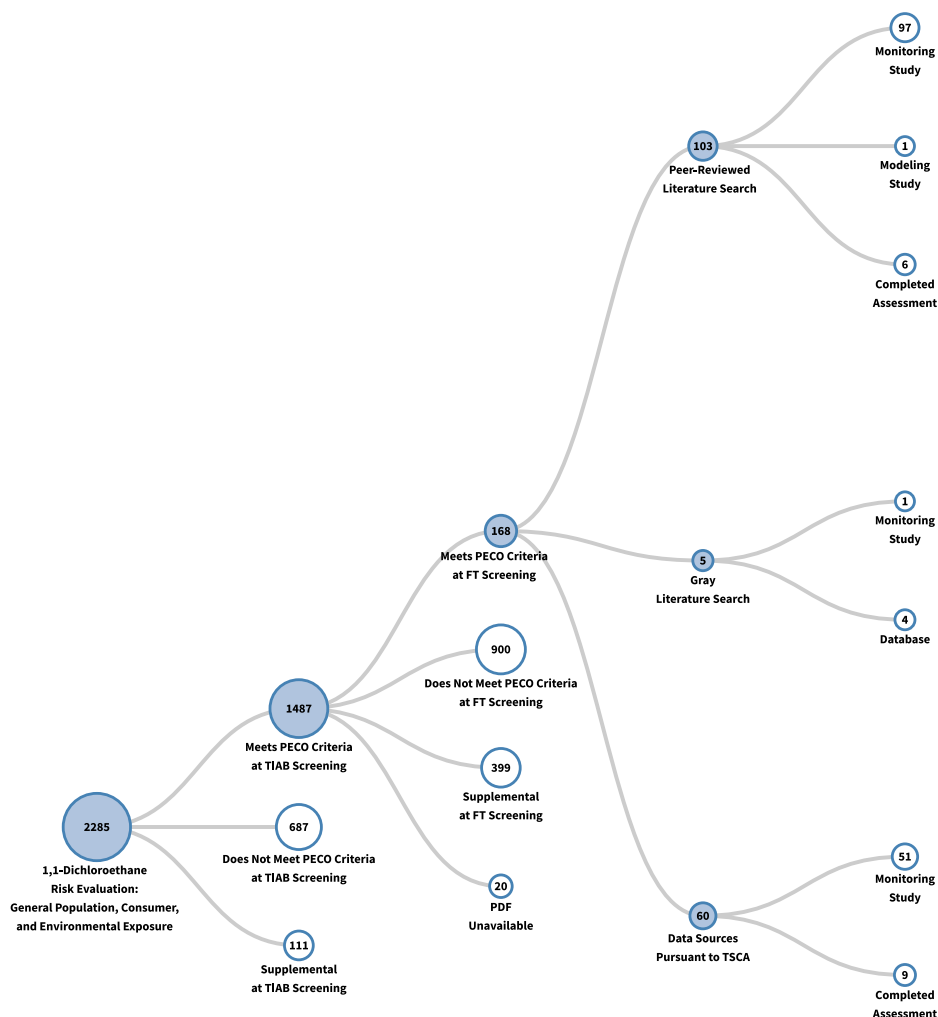 97
Monitoring
Study
103
Peer-Reviewed
Literature Search
1
Modeling
Study
6
Completed
Assessment
168
Meets PECO Criteria
at FT Screening
1
Monitoring
Study
5
Gray
Literature Search
4
Database
900
Does Not Meet PECO Criteria
at FT Screening
1487
Meets PECO Criteria
at TIAB Screening
399
Supplemental
at FT Screening
2285
1,1-Dichloroethane
Risk Evaluation:
General Population, Consumer,
and Environmental Exposure
687
Does Not Meet PECO Criteria
at TIAB Screening
20
PDF
Unavailable
111
Supplemental
at TIAB Screening
51
Monitoring
Study
60
Data Sources
Pursuant to TSCA
9
Completed
Assessment